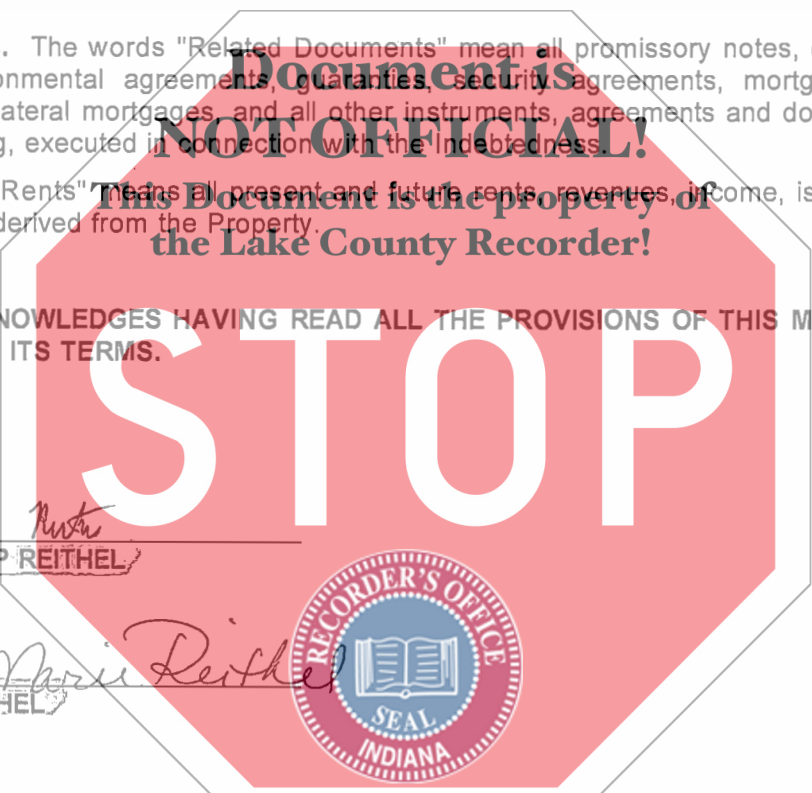 . The words "Related Documents" mean all promissory notes,
onmental agreements, guaranties, security agreements, mortg
ateral mortgages, and all other instruments, agreements and do
g, executed in connection with the Indebtedness.
Rents" means all present and future rents, revenues, income, is
derived from the Property.
Document is
NOT OFFICIAL!
This Document is the property of
the Lake County Recorder!
NOWLEDGES HAVING READ ALL THE PROVISIONS OF THIS M
ITS TERMS.
STOP
P REITHEL
Marie Reithel
HEL
RECORDER'S OFFICE
SEAL
INDIANA